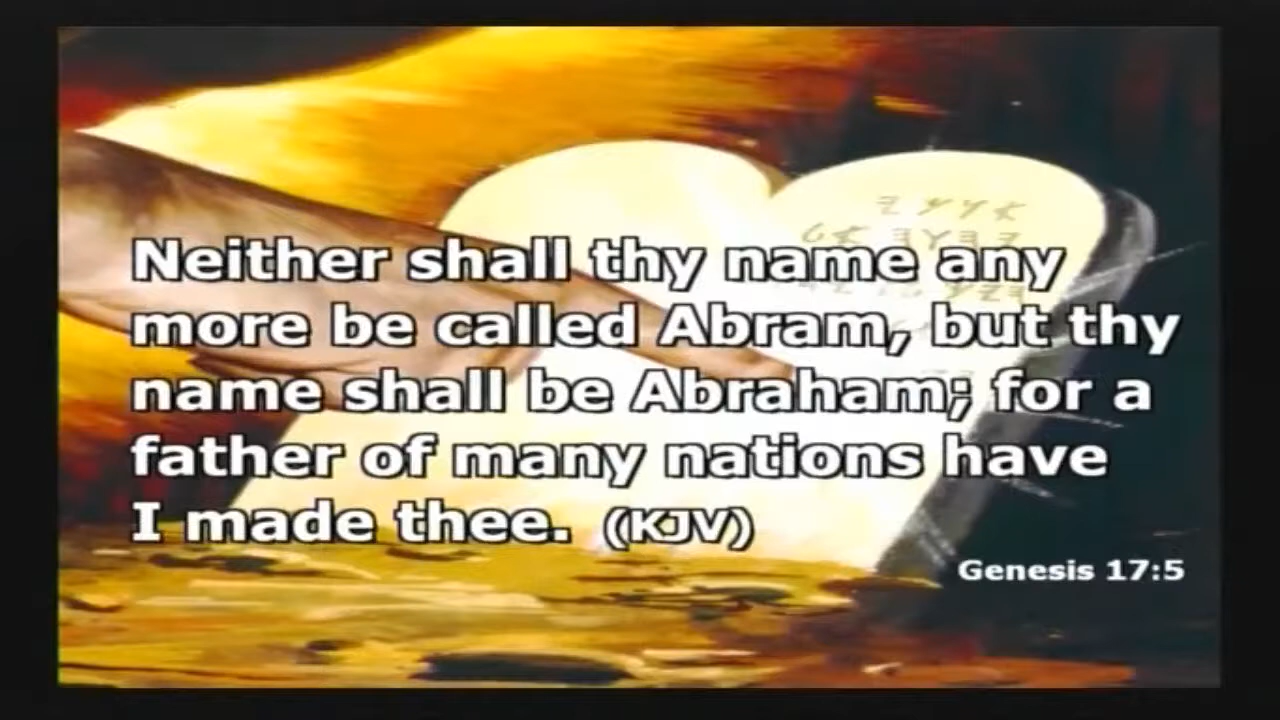 Neither shall thy name any
more be called Abram, but thy
name shall be Abraham; for a
father of many nations have
I made thee. (KJV)
Genesis 17:5